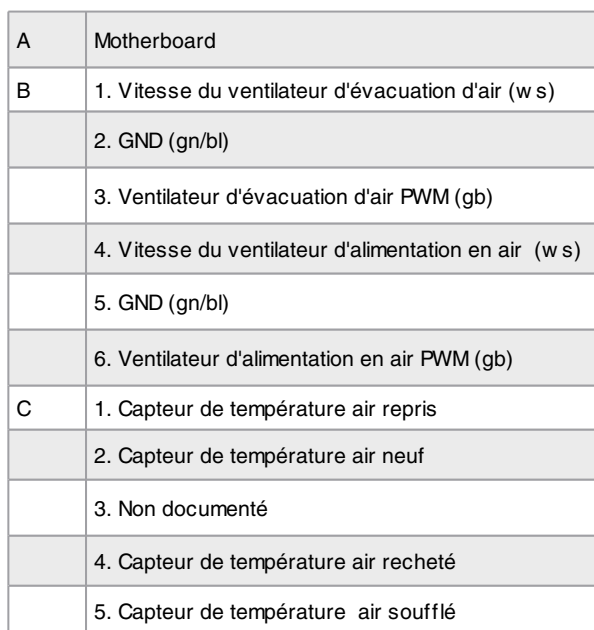 A Motherboard
B 1. Vitesse du ventilateur d'évacuation d'air (w s)
2. GND (gn/bl)
3. Ventilateur d'évacuation d'air PWM (gb)
4. Vitesse du ventilateur d'alimentation en air (w s)
5. GND (gn/bl)
6. Ventilateur d'alimentation en air PWM (gb)
C 1. Capteur de température air repris
2. Capteur de température air neuf
3. Non documenté
4. Capteur de température air recheté
5. Capteur de température air soufflé